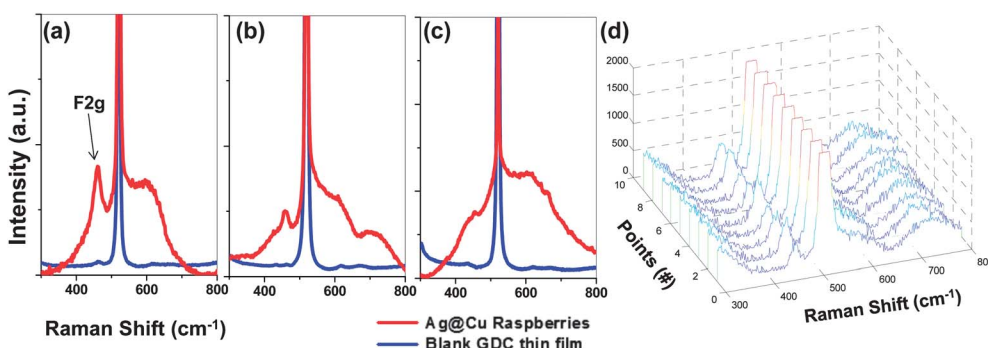 (a)
(b)
(c)
(d)
F2g
Intensity (a.u.)
400 600 800
400 600 800
400 600 800
Raman Shift (cm-1)
Ag@Cu Raspberries
Blank GDC thin film
2000
1500
1000
500
0
10
8
6
4
2
0
Points (#)
300 400 500 600 700 80
Raman Shift (cm-1)